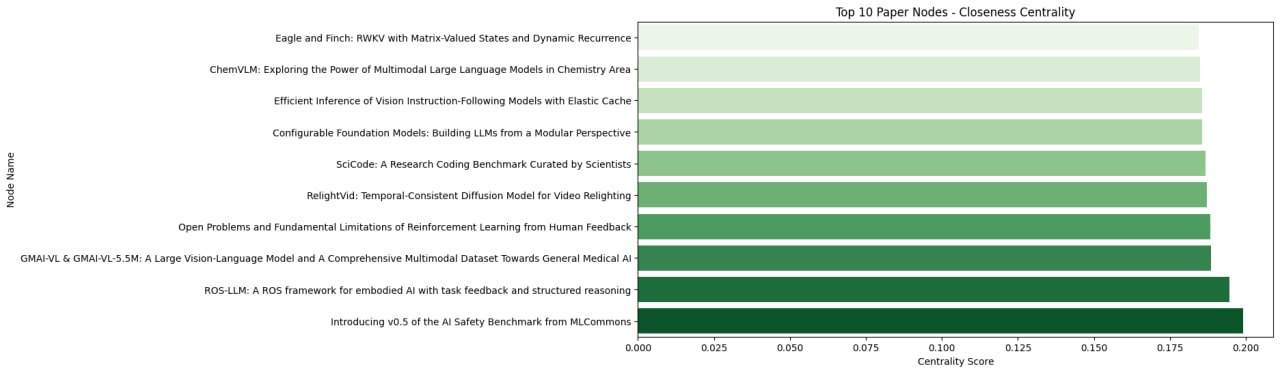 Top 10 Paper Nodes - Closeness Centrality
Node Name
Eagle and Finch: RWKV with Matrix-Valued States and Dynamic Recurrence
ChemVLM: Exploring the Power of Multimodal Large Language Models in Chemistry Area
Efficient Inference of Vision Instruction-Following Models with Elastic Cache
Configurable Foundation Models: Building LLMs from a Modular Perspective
SciCode: A Research Coding Benchmark Curated by Scientists
RelightVid: Temporal-Consistent Diffusion Model for Video Relighting
Open Problems and Fundamental Limitations of Reinforcement Learning from Human Feedback
GMAI-VL & GMAI-VL-5.5M: A Large Vision-Language Model and A Comprehensive Multimodal Dataset Towards General Medical AI
ROS-LLM: A ROS framework for embodied AI with task feedback and structured reasoning
Introducing v0.5 of the AI Safety Benchmark from MLCommons
0.000 0.025 0.050 0.075 0.100 0.125 0.150 0.175 0.200
Centrality Score